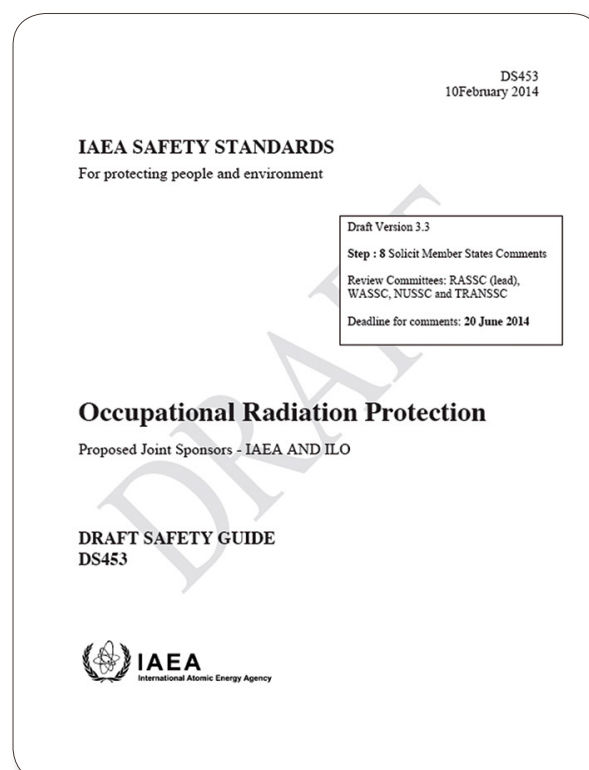 DS453
10February 2014
IAEA SAFETY STANDARDS
For protecting people and environment
Draft Version 3.3
Step : 8 Solicit Member States Comments
Review Committees: RASSC (lead),
WASSC, NUSSC and TRANSSC
Deadline for comments: 20 June 2014
DRAFT
Occupational Radiation Protection
Proposed Joint Sponsors - IAEA AND ILO
DRAFT SAFETY GUIDE
DS453
IAEA
International Atomic Energy Agency